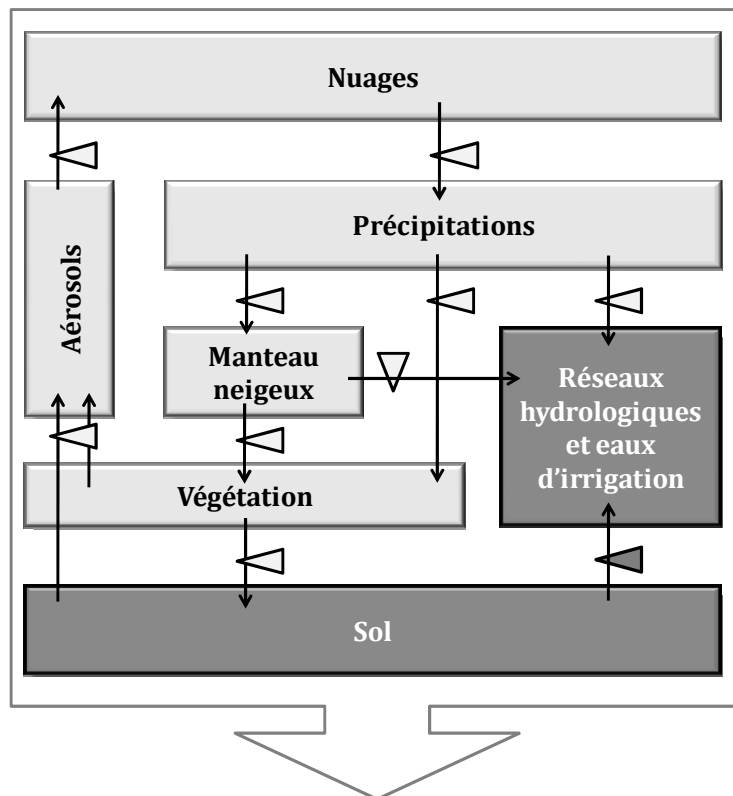 Nuages
Précipitations
Aérosols
Manteau
neigeux
Réseaux
hydrologiques
et eaux
d'irrigation
Végétation
Sol